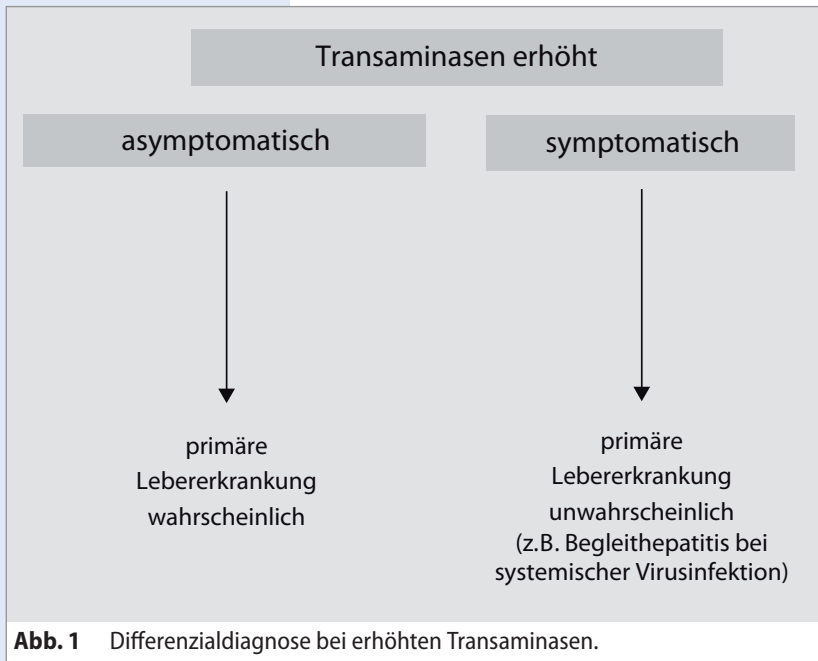 Transaminasen erhöht
asymptomatisch
symptomatisch
primäre
Lebererkrankung
wahrscheinlich
primäre
Lebererkrankung
unwahrscheinlich
(z.B. Begleithepatitis bei
systemischer Virusinfektion)
Abb. 1 Differenzialdiagnose bei erhöhten Transaminasen.